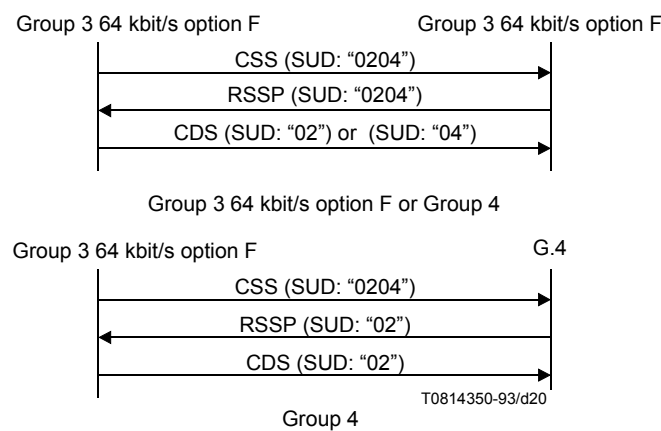 Group 3 64 kbit/s option F Group 3 64 kbit/s option F
CSS (SUD: “0204”)
RSSP (SUD: “0204”)
CDS (SUD: “02”) or (SUD: “04”)
Group 3 64 kbit/s option F or Group 4
Group 3 64 kbit/s option F G.4
CSS (SUD: “0204”)
RSSP (SUD: “02”)
CDS (SUD: “02”)
T0814350-93/d20
Group 4